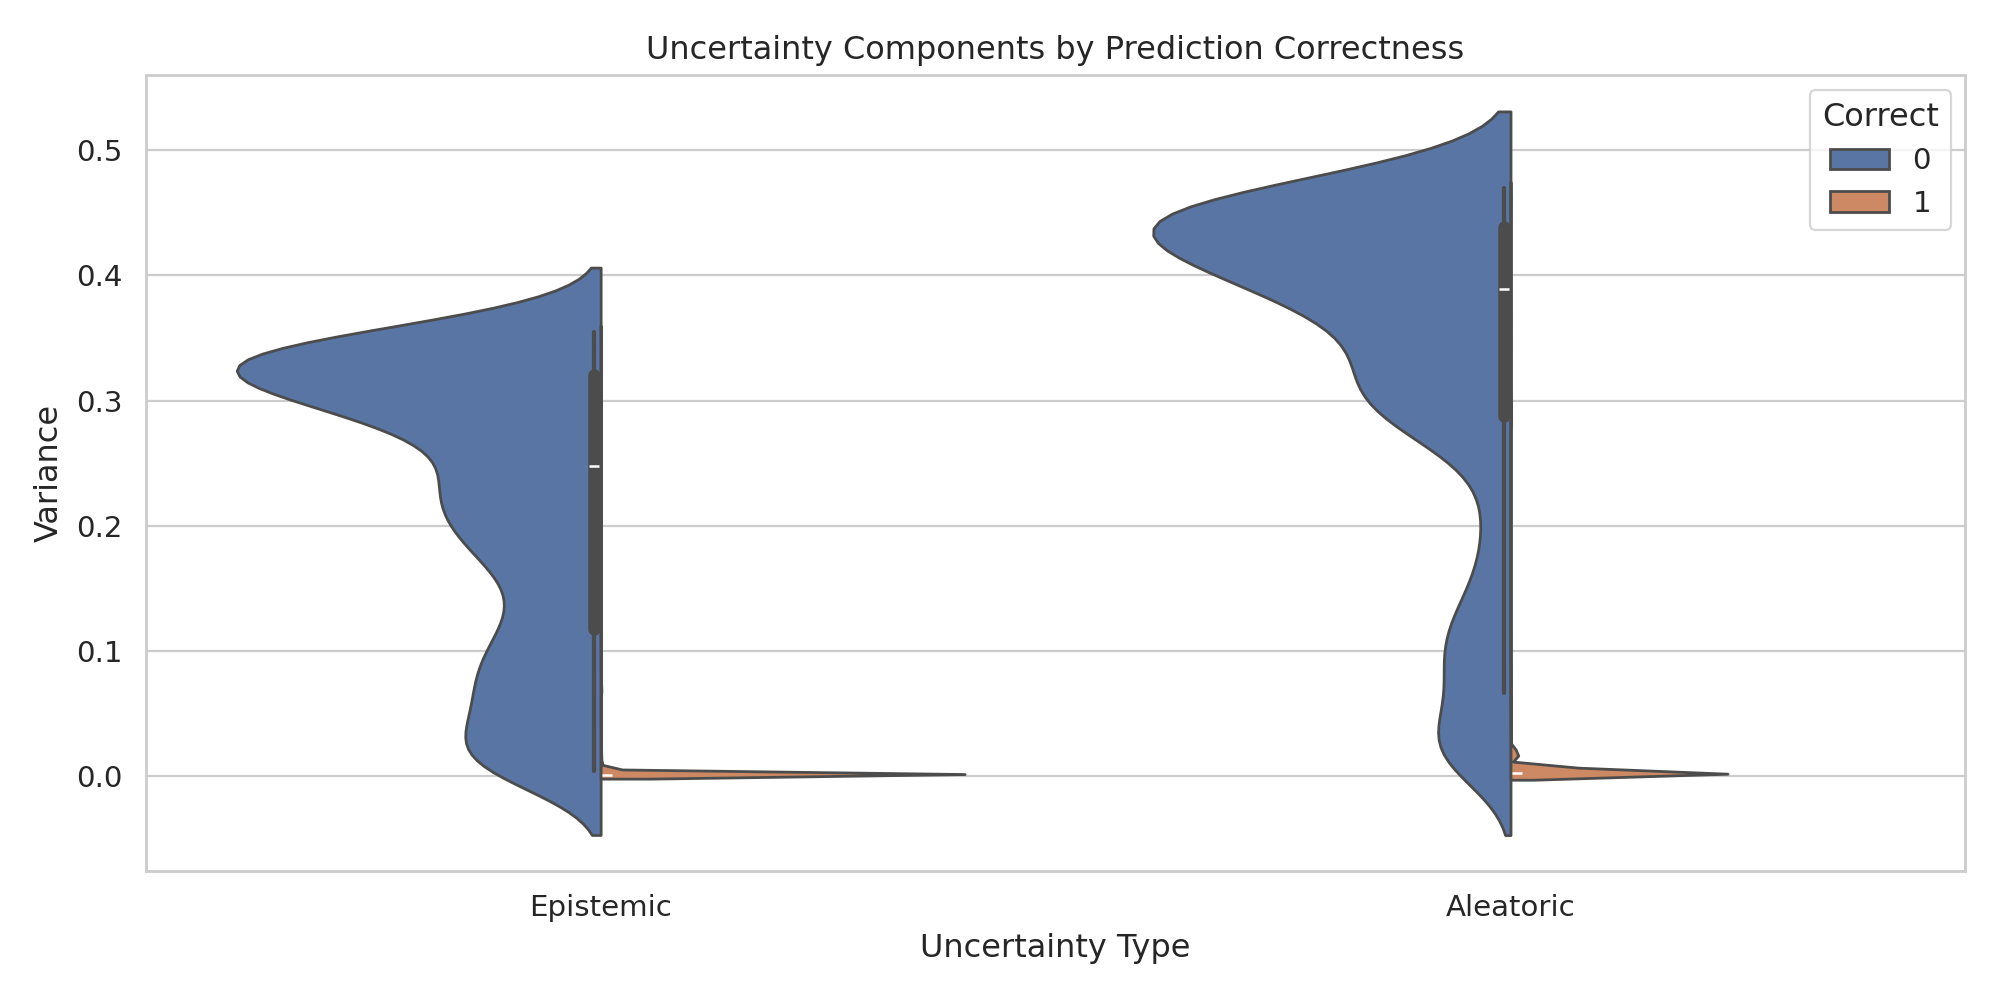 Uncertainty Components by Prediction Correctness
Correct
0
1
0.5
0.4
0.3
0.2
0.1
0.0
Variance
Epistemic
Aleatoric
Uncertainty Type